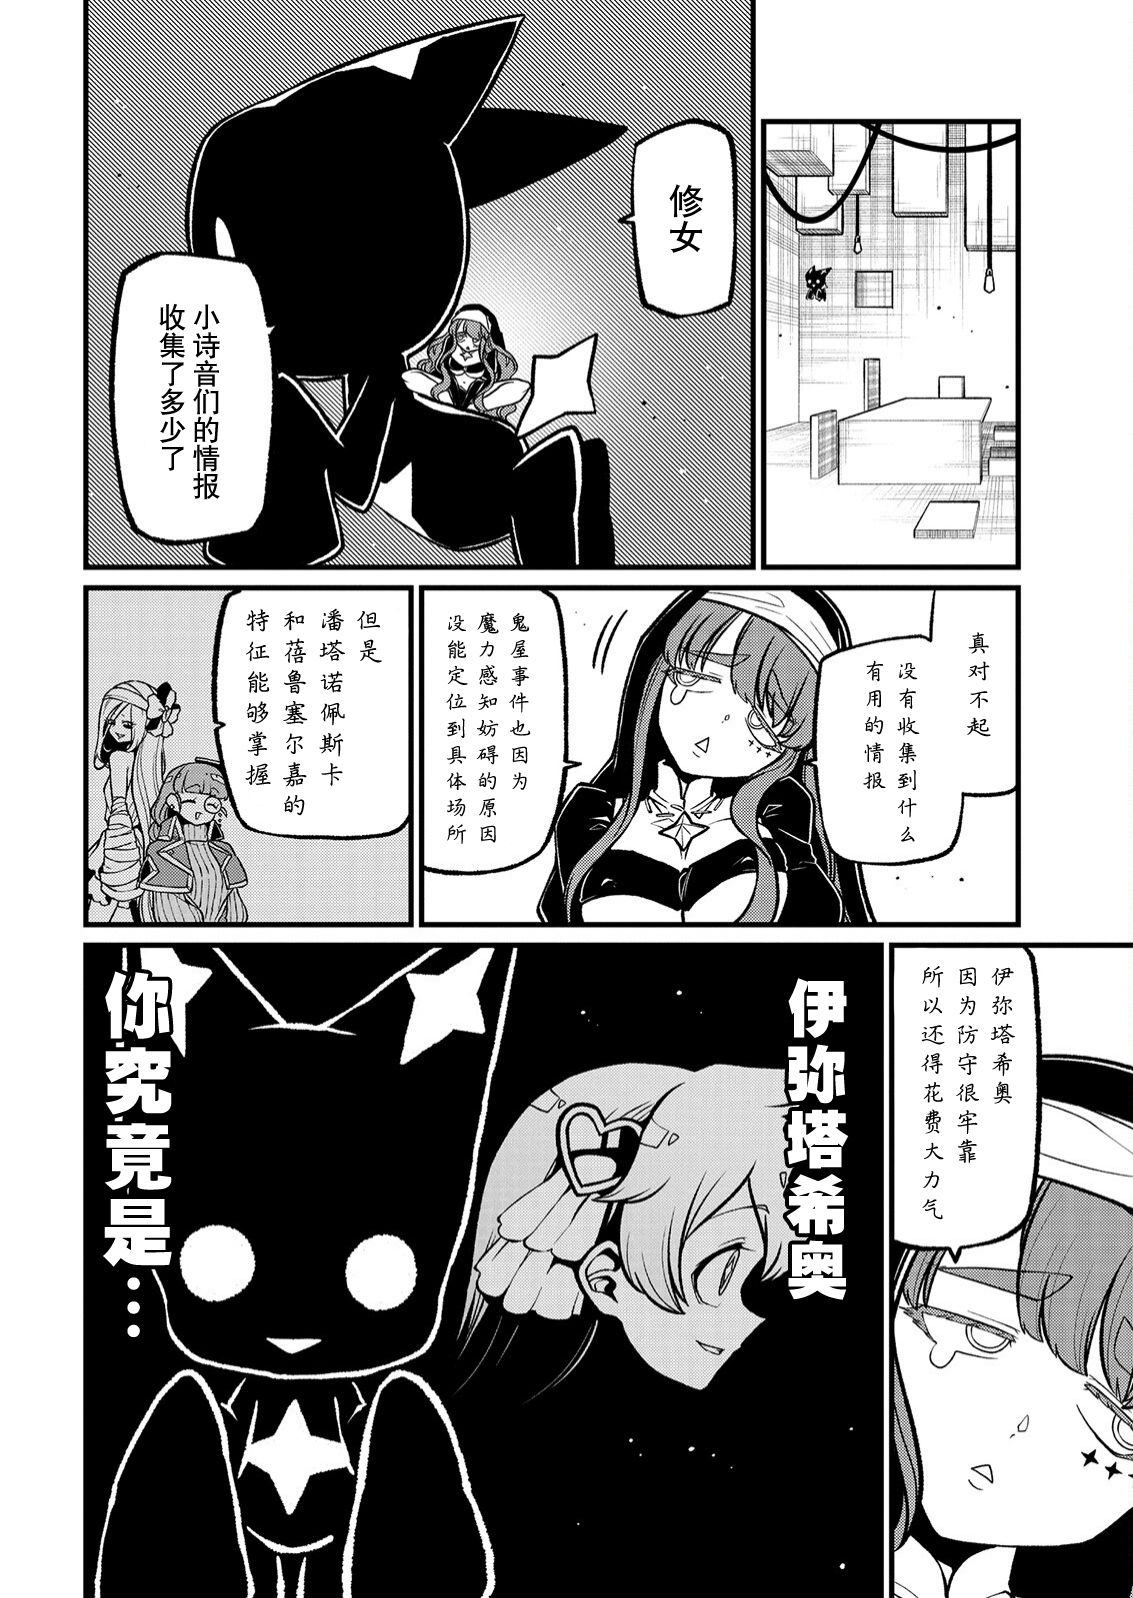 修女
小诗音们的情报
收集了多少了
真对不起
没有收集到什么
有用的情报
鬼屋事件也因为
魔力感知妨碍的原因
没能定位到具体场所
但是
潘塔诺佩斯卡
和蓓鲁塞尔嘉的
特征能够掌握
伊弥塔希奥
因为防守很牢靠
所以还得花费大力气
伊弥塔希奥
你究竟是…